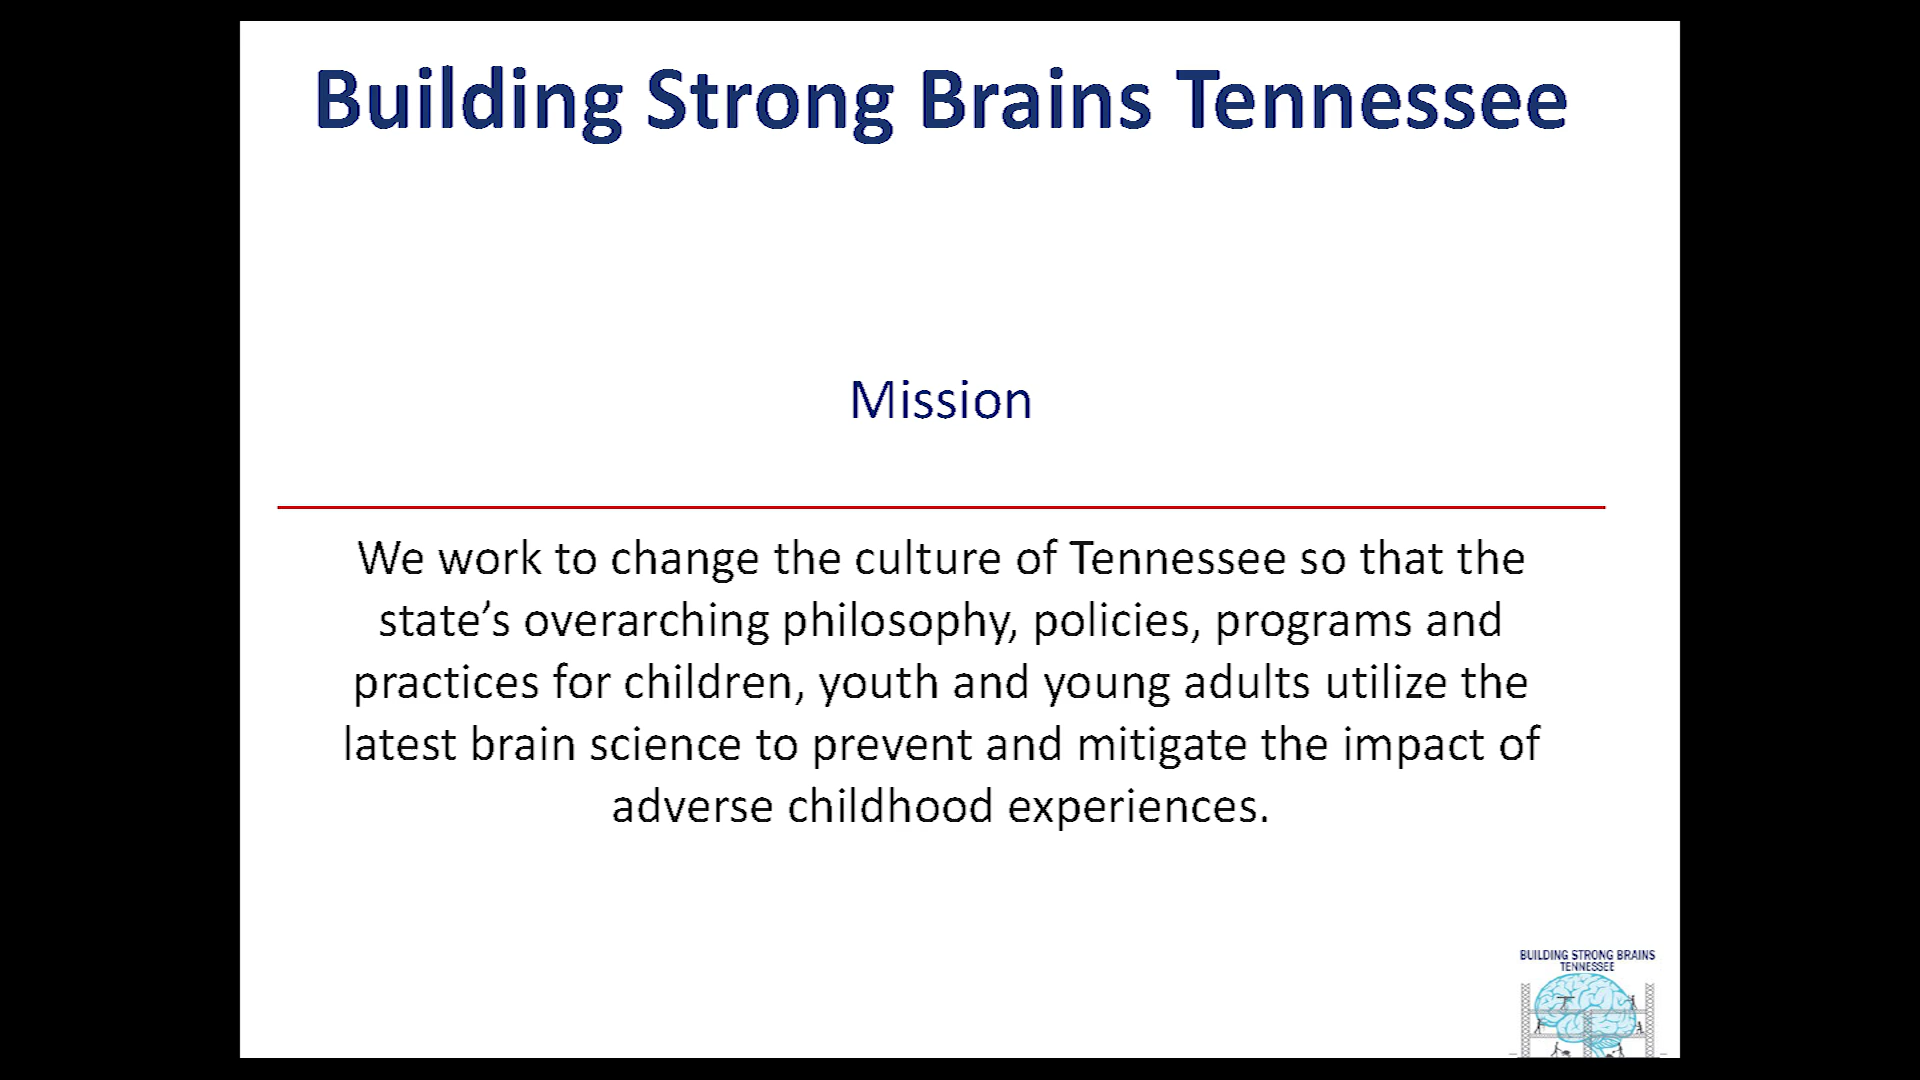 Building Strong Brains Tennessee
Mission
We work to change the culture of Tennessee so that the
state’s overarching philosophy, policies, programs and
practices for children, youth and young adults utilize the
latest brain science to prevent and mitigate the impact of
adverse childhood experiences.
BUILDING STRONG BRAINS
TENNESSEE